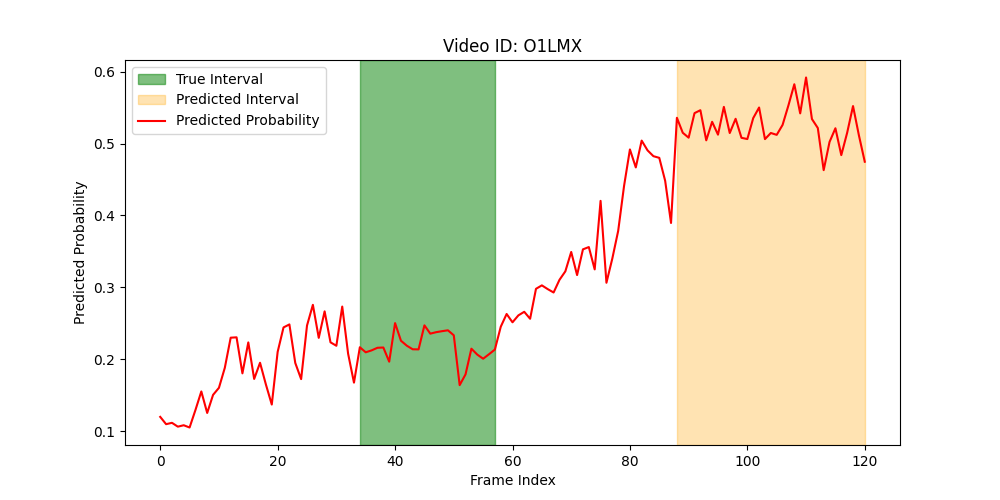 Video ID: O1LMX
True Interval
Predicted Interval
Predicted Probability
Predicted Probability
0.6
0.5
0.4
0.3
0.2
0.1
0 20 40 60 80 100 120
Frame Index